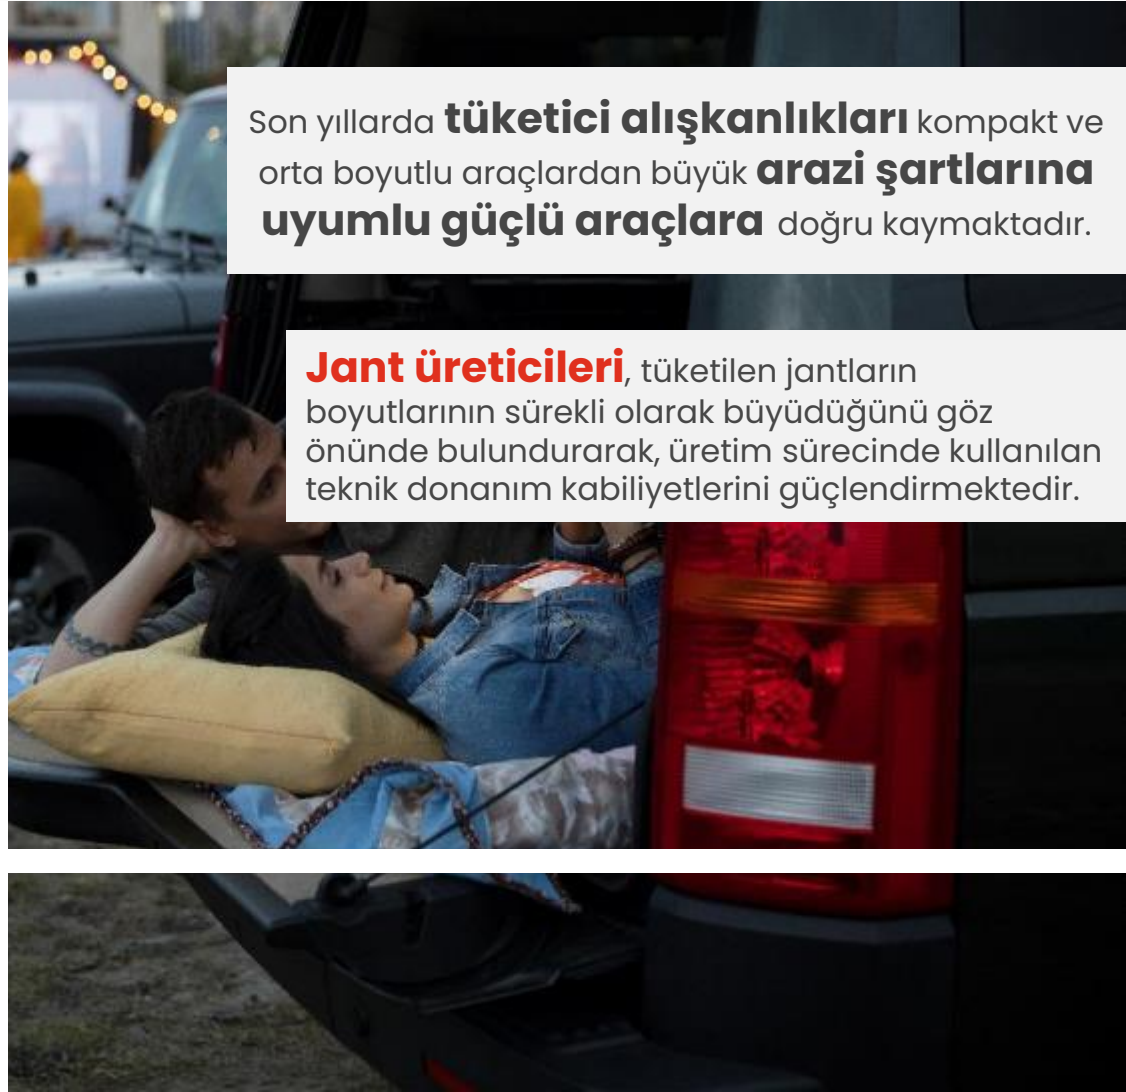 Son yıllarda tüketici alışkanlıkları kompakt ve
orta boyutlu araçlardan büyük arazi şartlarına
uyumlu güçlü araçlara doğru kaymaktadır.
Jant üreticileri, tüketilen jantların
boyutlarının sürekli olarak büyüdüğünü göz
önünde bulundurarak, üretim sürecinde kullanılan
teknik donanım kabiliyetlerini güçlendirmektedir.